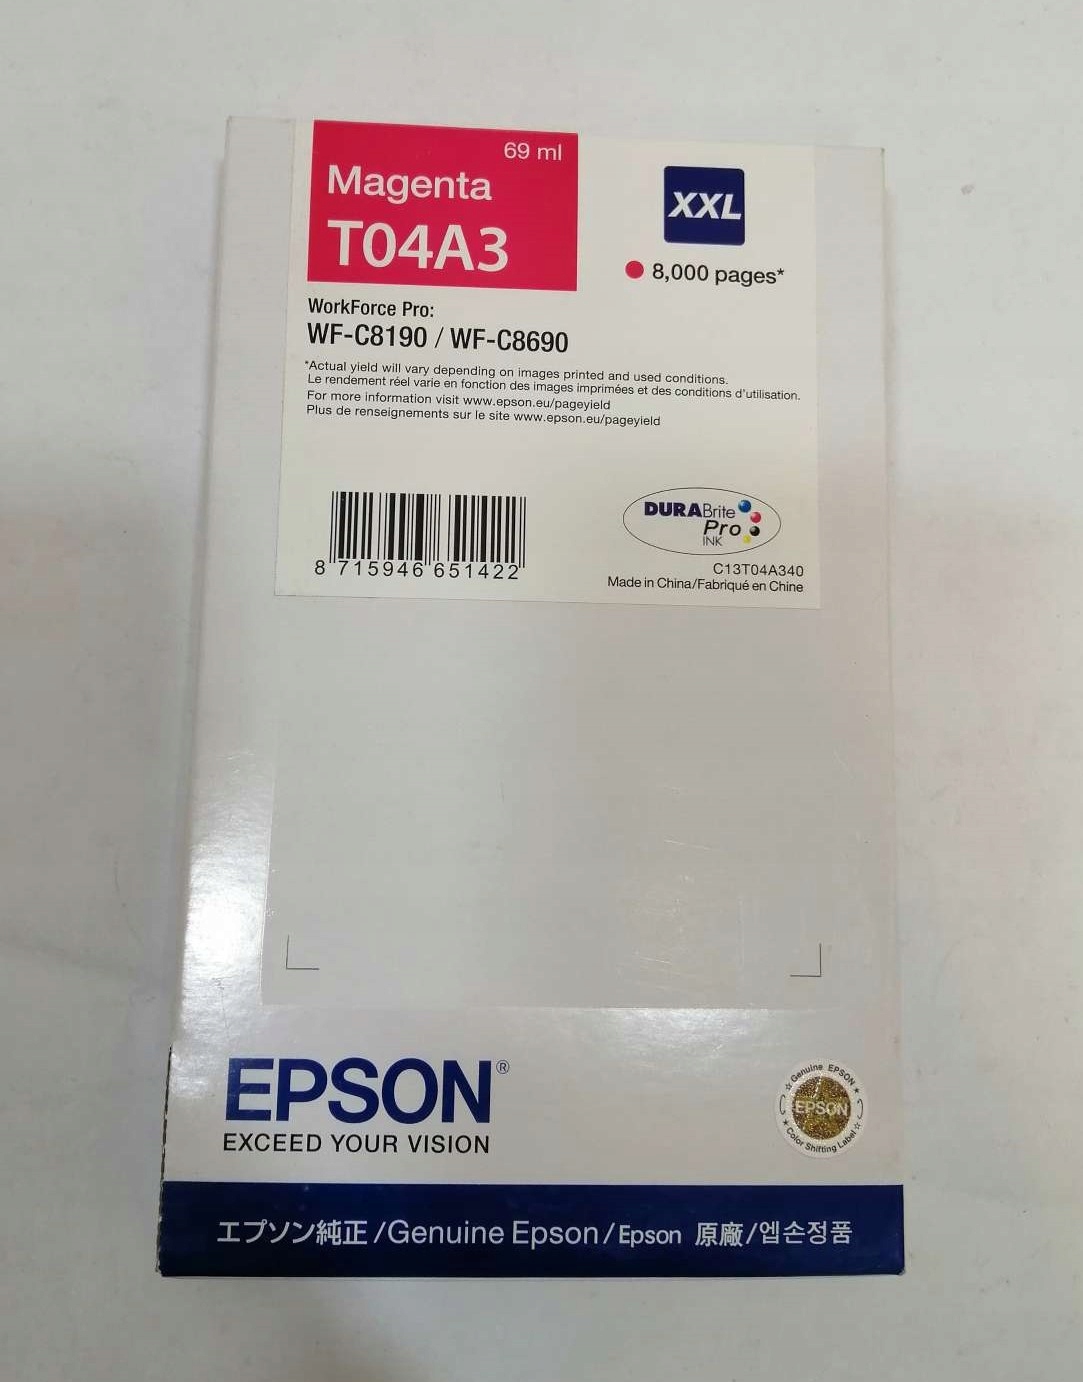 69 ml
Magenta
T04A3
XXL
8,000 pages*
WorkForce Pro:
WF-C8190 / WF-C8690
*Actual yield will vary depending on images printed and used conditions.
Le rendement réel varie en fonction des images imprimées et des conditions d'utilisation.
For more information visit www.epson.eu/pageyield
Plus de renseignements sur le site www.epson.eu/pageyield
8 715946 651422
DURABrite
Pro
INK
C13T04A340
Made in China/Fabriqué en Chine
EPSON®
EXCEED YOUR VISION
Genuine EPSON
EPSON
Color Shifting Label
エプソン純正/Genuine Epson/Epson 原廠/엡손정품